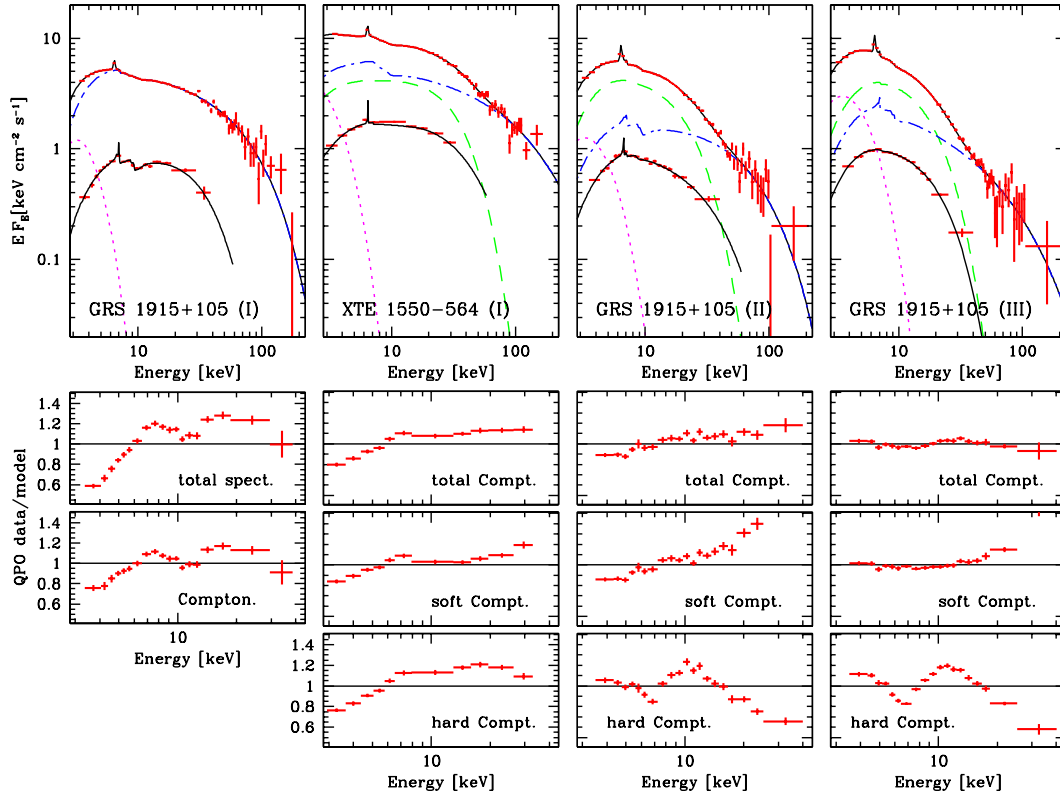 E F_E [keV cm⁻² s⁻¹]
10
1
0.1
GRS 1915+105 (I)
XTE 1550−564 (I)
GRS 1915+105 (II)
GRS 1915+105 (III)
10 100
10 100
10 100
10 100
Energy [keV]
Energy [keV]
Energy [keV]
Energy [keV]
QPO data/model
1.4
1.2
1
0.8
0.6
total spect.
total Compt.
total Compt.
total Compt.
1.4
1.2
1
0.8
0.6
Compton.
soft Compt.
soft Compt.
soft Compt.
10
Energy [keV]
1.4
1.2
1
0.8
0.6
hard Compt.
hard Compt.
hard Compt.
10
10
10
Energy [keV]
Energy [keV]
Energy [keV]